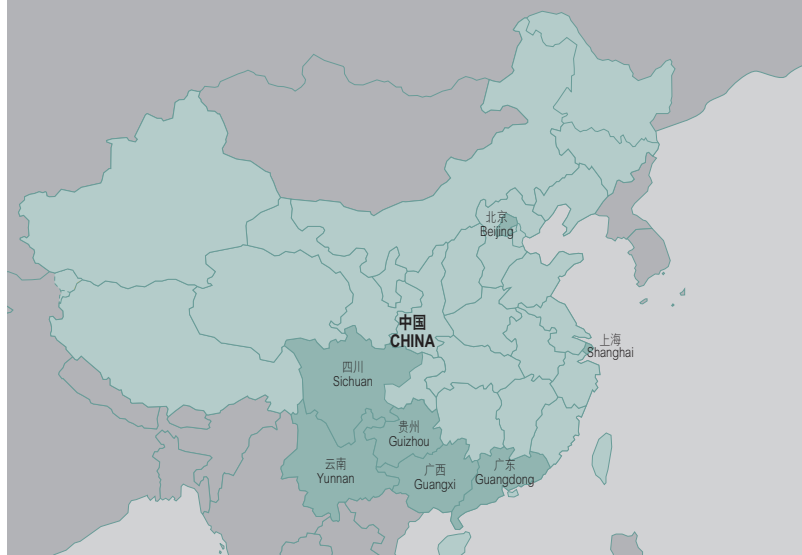 北京
Beijing
中国
CHINA
上海
Shanghai
四川
Sichuan
贵州
Guizhou
云南
Yunnan
广西
Guangxi
广东
Guangdong